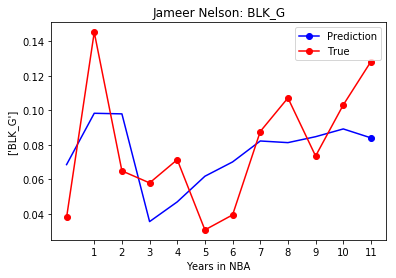 Jameer Nelson: BLK_G
Prediction
True
0.14
0.12
0.10
0.08
0.06
0.04
['BLK_G']
1 2 3 4 5 6 7 8 9 10 11
Years in NBA